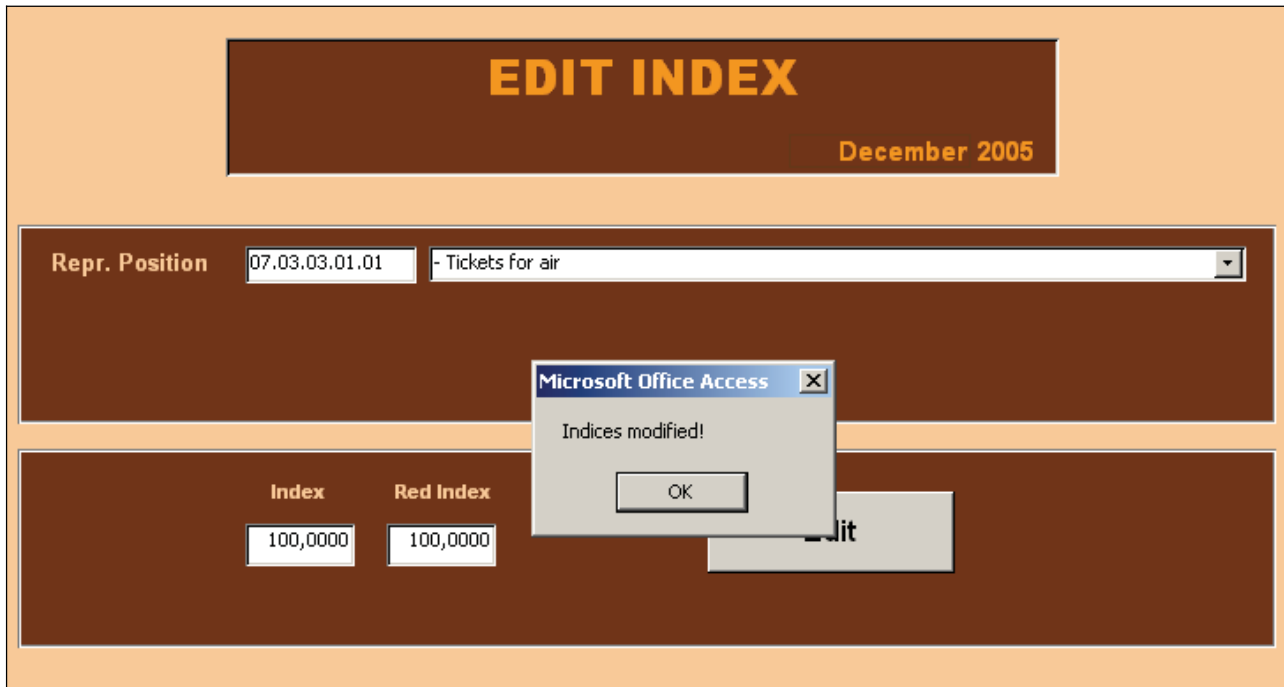 EDIT INDEX
December 2005
Repr. Position 07.03.03.01.01 - Tickets for air
Microsoft Office Access
Indices modified!
OK
Index Red Index
100,0000 100,0000